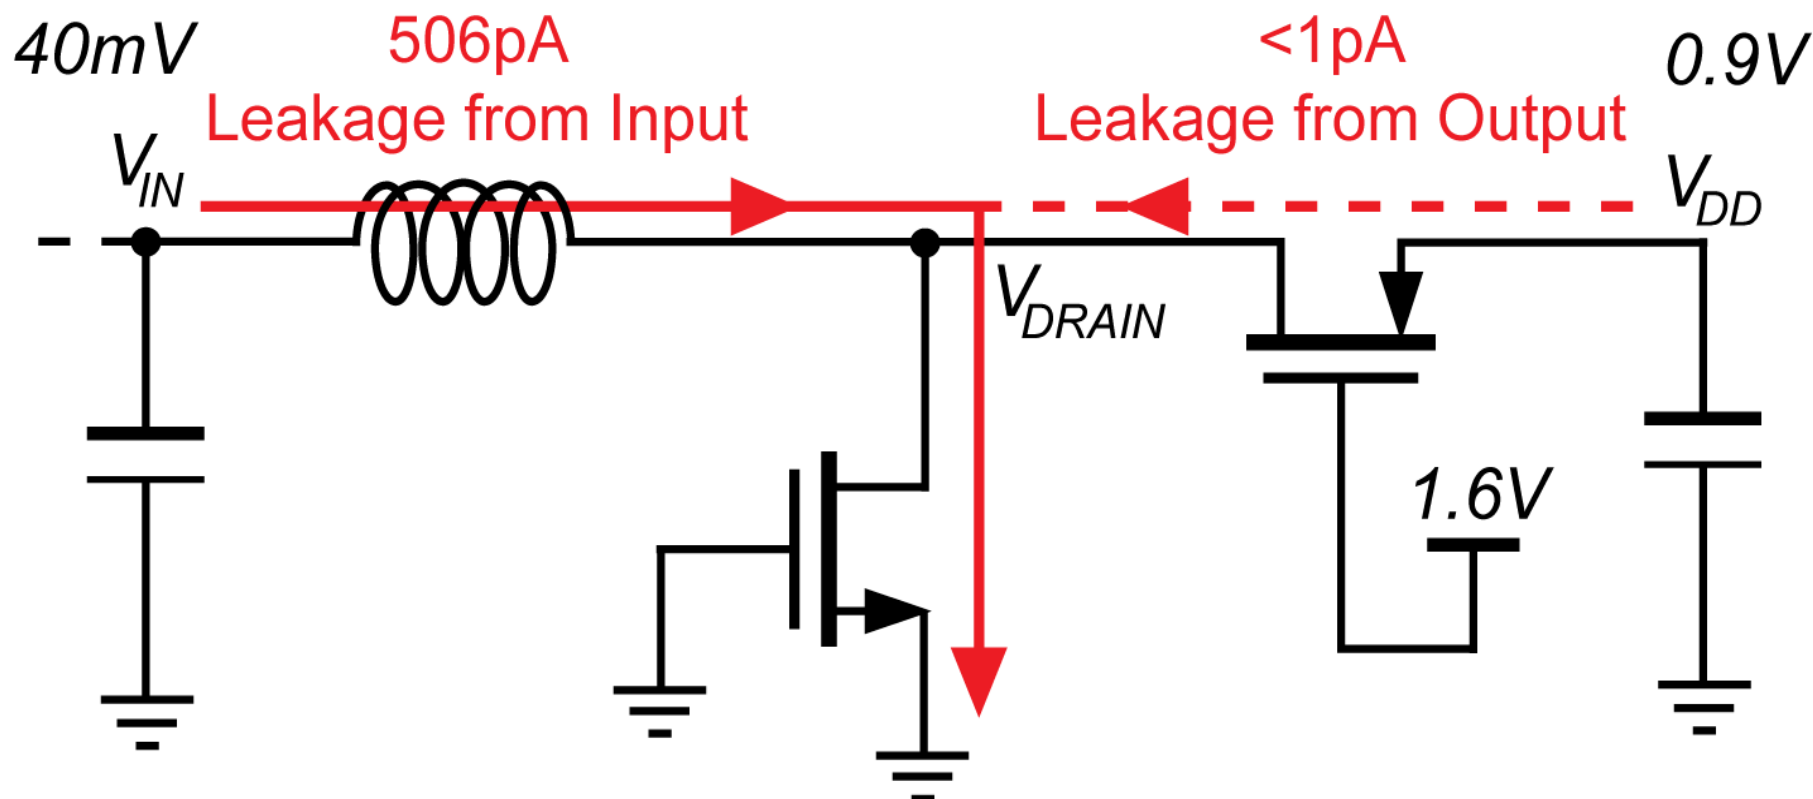 40mV
506pA
Leakage from Input
<1pA
Leakage from Output
0.9V
VIN
VDD
VDRAIN
1.6V